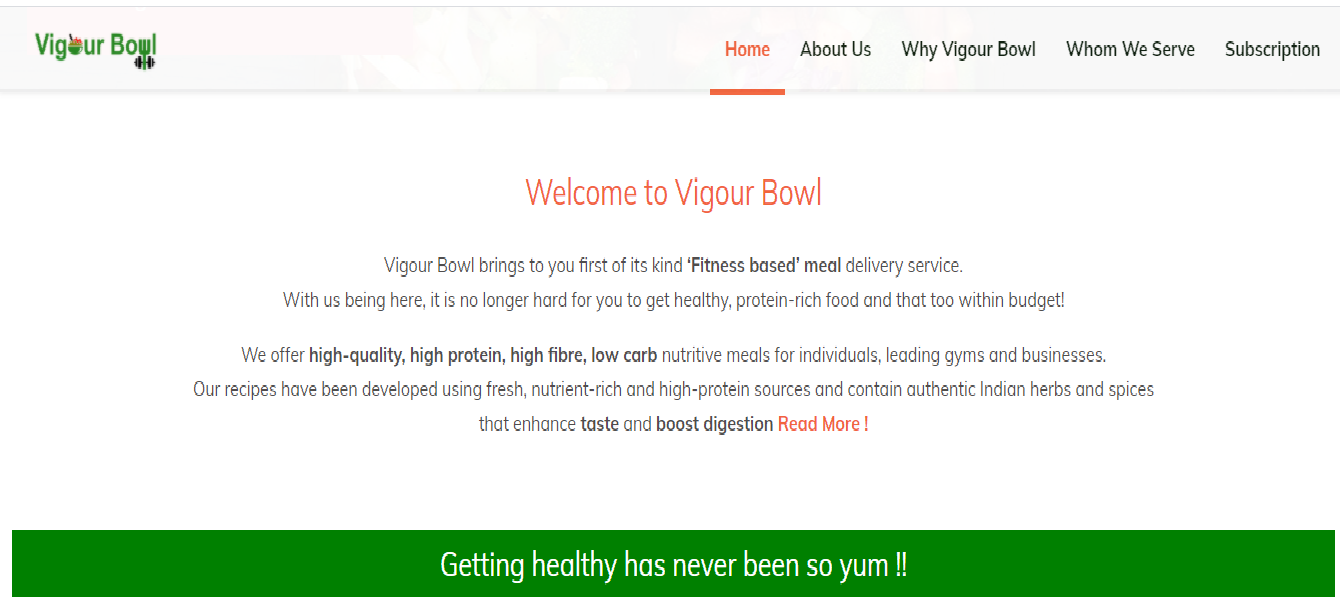 Vigour Bowl
Home About Us Why Vigour Bowl Whom We Serve Subscription
Welcome to Vigour Bowl
Vigour Bowl brings to you first of its kind ‘Fitness based’ meal delivery service.
With us being here, it is no longer hard for you to get healthy, protein-rich food and that too within budget!
We offer high-quality, high protein, high fibre, low carb nutritive meals for individuals, leading gyms and businesses.
Our recipes have been developed using fresh, nutrient-rich and high-protein sources and contain authentic Indian herbs and spices
that enhance taste and boost digestion Read More !
Getting healthy has never been so yum !!